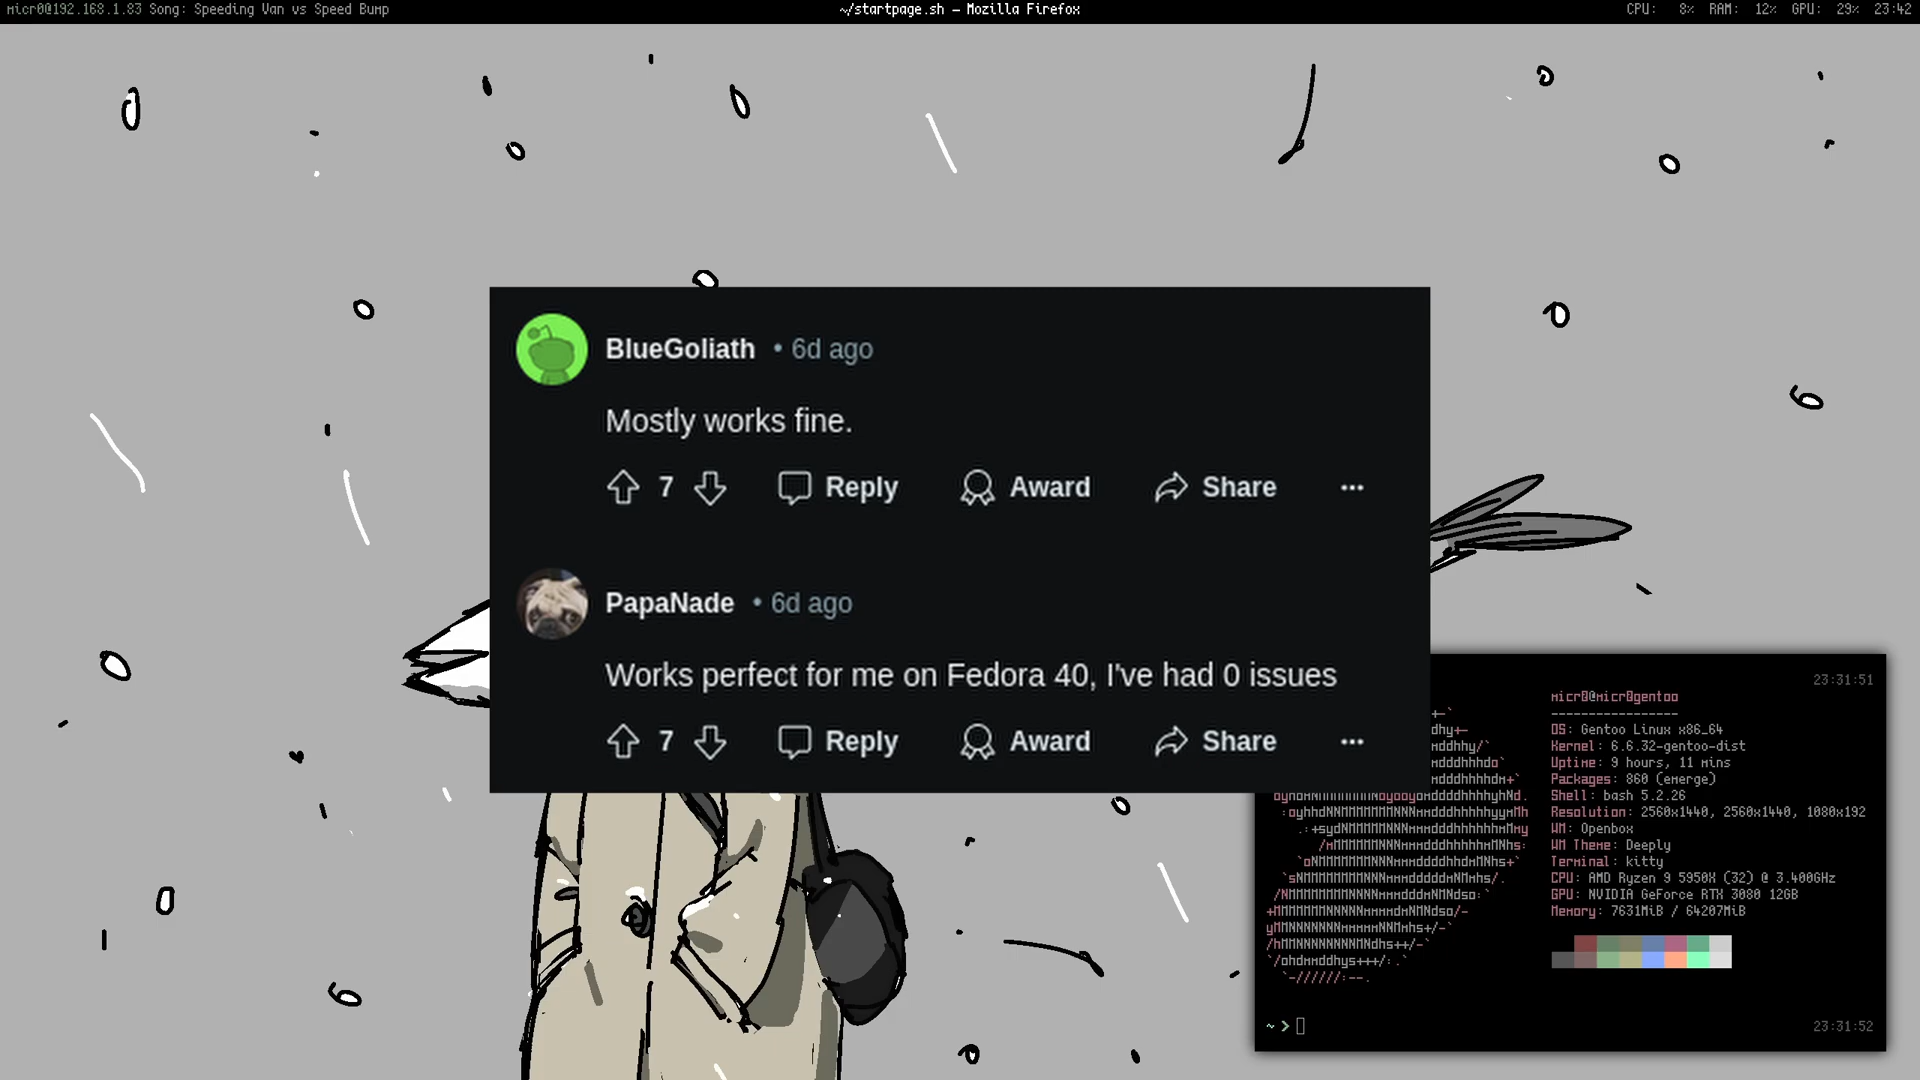 micr0@192.168.1.83 Song: Speeding Van vs Speed Bump
~/startpage.sh — Mozilla Firefox
CPU: 8% RAM: 12% GPU: 29% 23:42
BlueGoliath • 6d ago
Mostly works fine.
7 Reply Award Share ...
PapaNade • 6d ago
Works perfect for me on Fedora 40, I've had 0 issues
7 Reply Award Share ...
23:31:51
micr0@micr0gentoo
-----------------
OS: Gentoo Linux x86_64
Kernel: 6.6.32-gentoo-dist
Uptime: 9 hours, 11 mins
Packages: 860 (emerge)
Shell: bash 5.2.26
Resolution: 2560x1440, 2560x1440, 1080x192
WM: Openbox
WM Theme: Deeply
Terminal: kitty
CPU: AMD Ryzen 9 5950X (32) @ 3.400GHz
GPU: NVIDIA GeForce RTX 3080 12GB
Memory: 7631MiB / 64207MiB
~ ❯
23:31:52